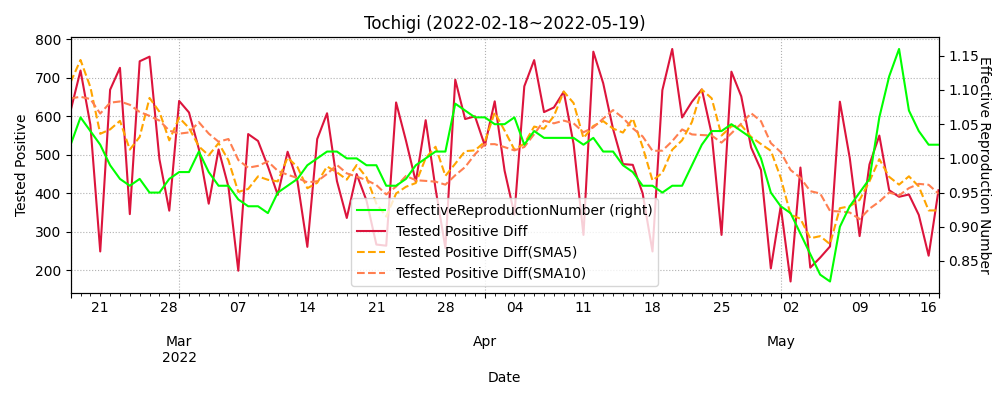 Tochigi (2022-02-18~2022-05-19)
800
700
600
500
400
300
200
Tested Positive
1.15
1.10
1.05
1.00
0.95
0.90
0.85
Effective Reproduction Number
effectiveReproductionNumber (right)
Tested Positive Diff
Tested Positive Diff(SMA5)
Tested Positive Diff(SMA10)
21 28 07 14 21 28 04 11 18 25 02 09 16
Mar Apr May
2022
Date